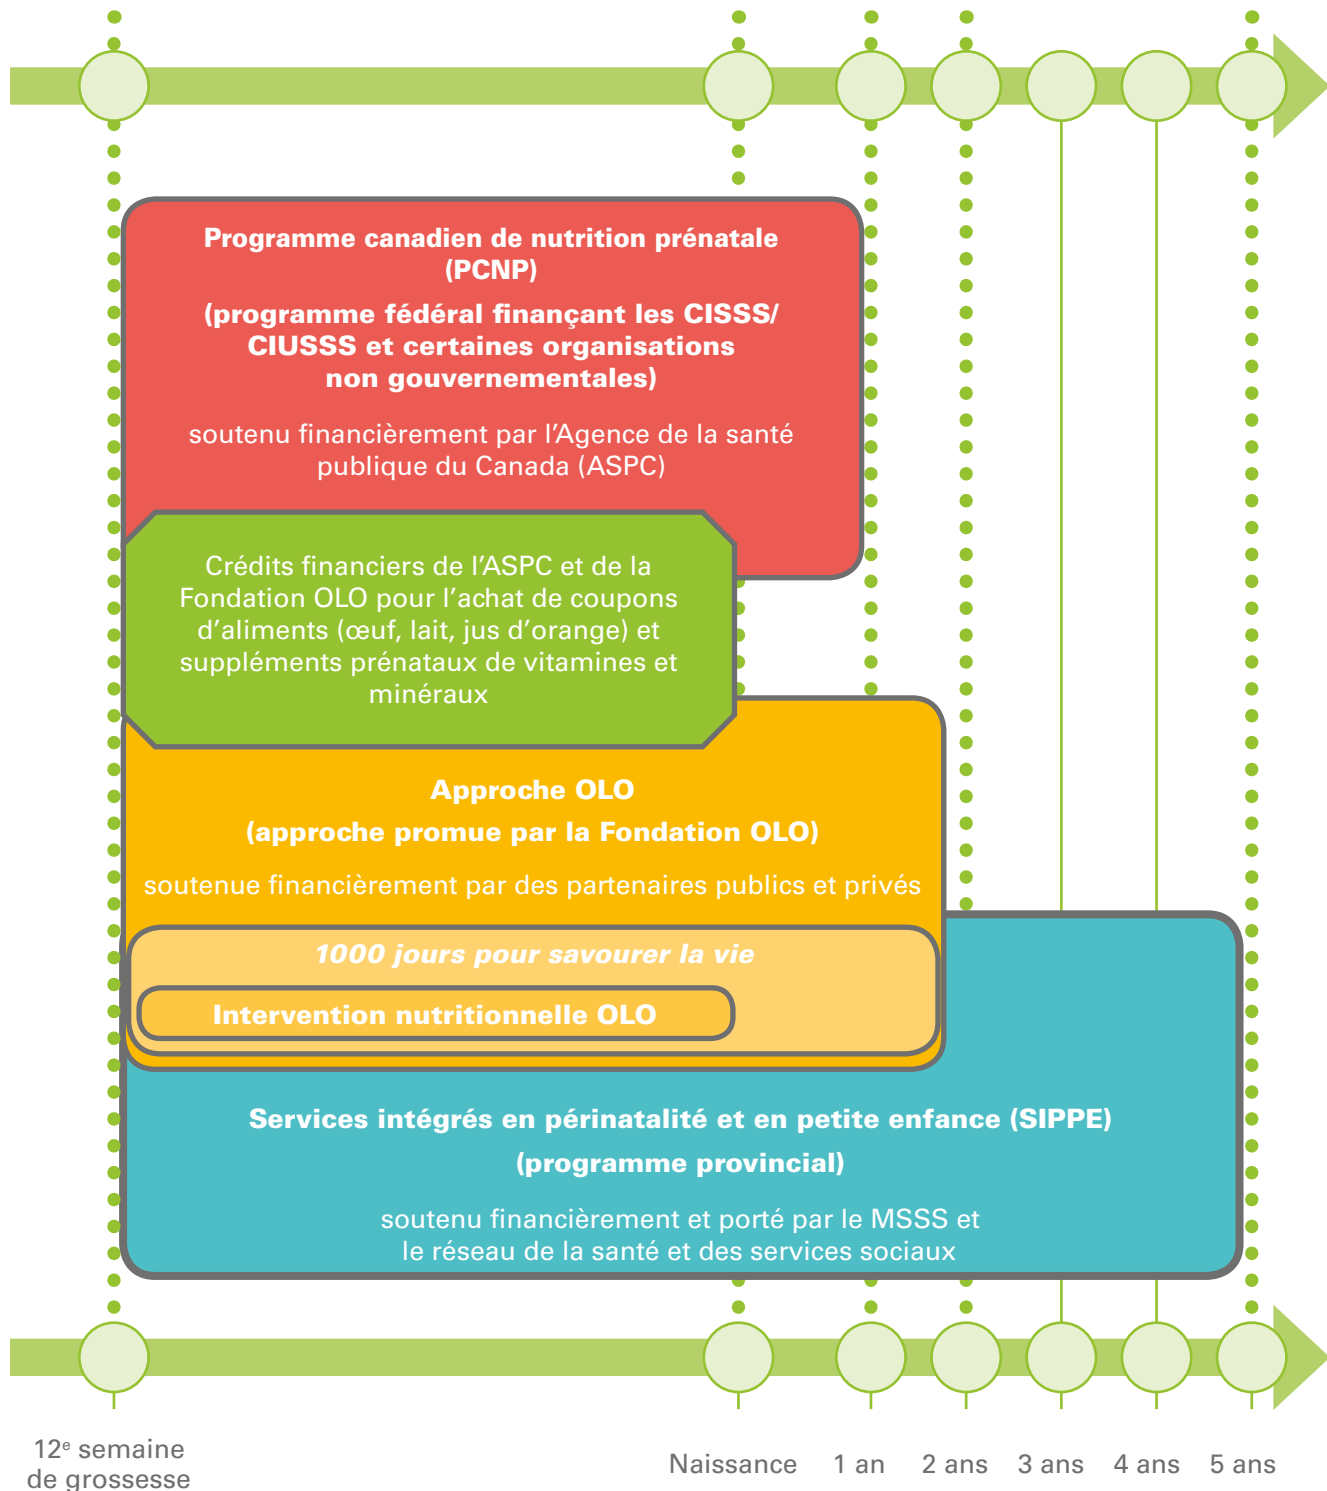 Programme canadien de nutrition prénatale
(PCNP)
(programme fédéral finançant les CISSS/
CIUSSS et certaines organisations
non gouvernementales)
soutenu financièrement par l’Agence de la santé
publique du Canada (ASPC)
Crédits financiers de l’ASPC et de la
Fondation OLO pour l’achat de coupons
d’aliments (œuf, lait, jus d’orange) et
suppléments prénataux de vitamines et
minéraux
Approche OLO
(approche promue par la Fondation OLO)
soutenue financièrement par des partenaires publics et privés
1000 jours pour savourer la vie
Intervention nutritionnelle OLO
Services intégrés en périnatalité et en petite enfance (SIPPE)
(programme provincial)
soutenu financièrement et porté par le MSSS et
le réseau de la santé et des services sociaux
12e semaine
de grossesse
Naissance 1 an 2 ans 3 ans 4 ans 5 ans